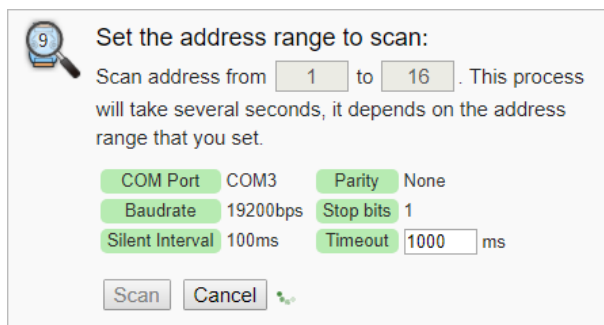 9
Set the address range to scan:
Scan address from 1 to 16 . This process
will take several seconds, it depends on the address
range that you set.
COM Port COM3 Parity None
Baudrate 19200bps Stop bits 1
Silent Interval 100ms Timeout 1000 ms
Scan Cancel